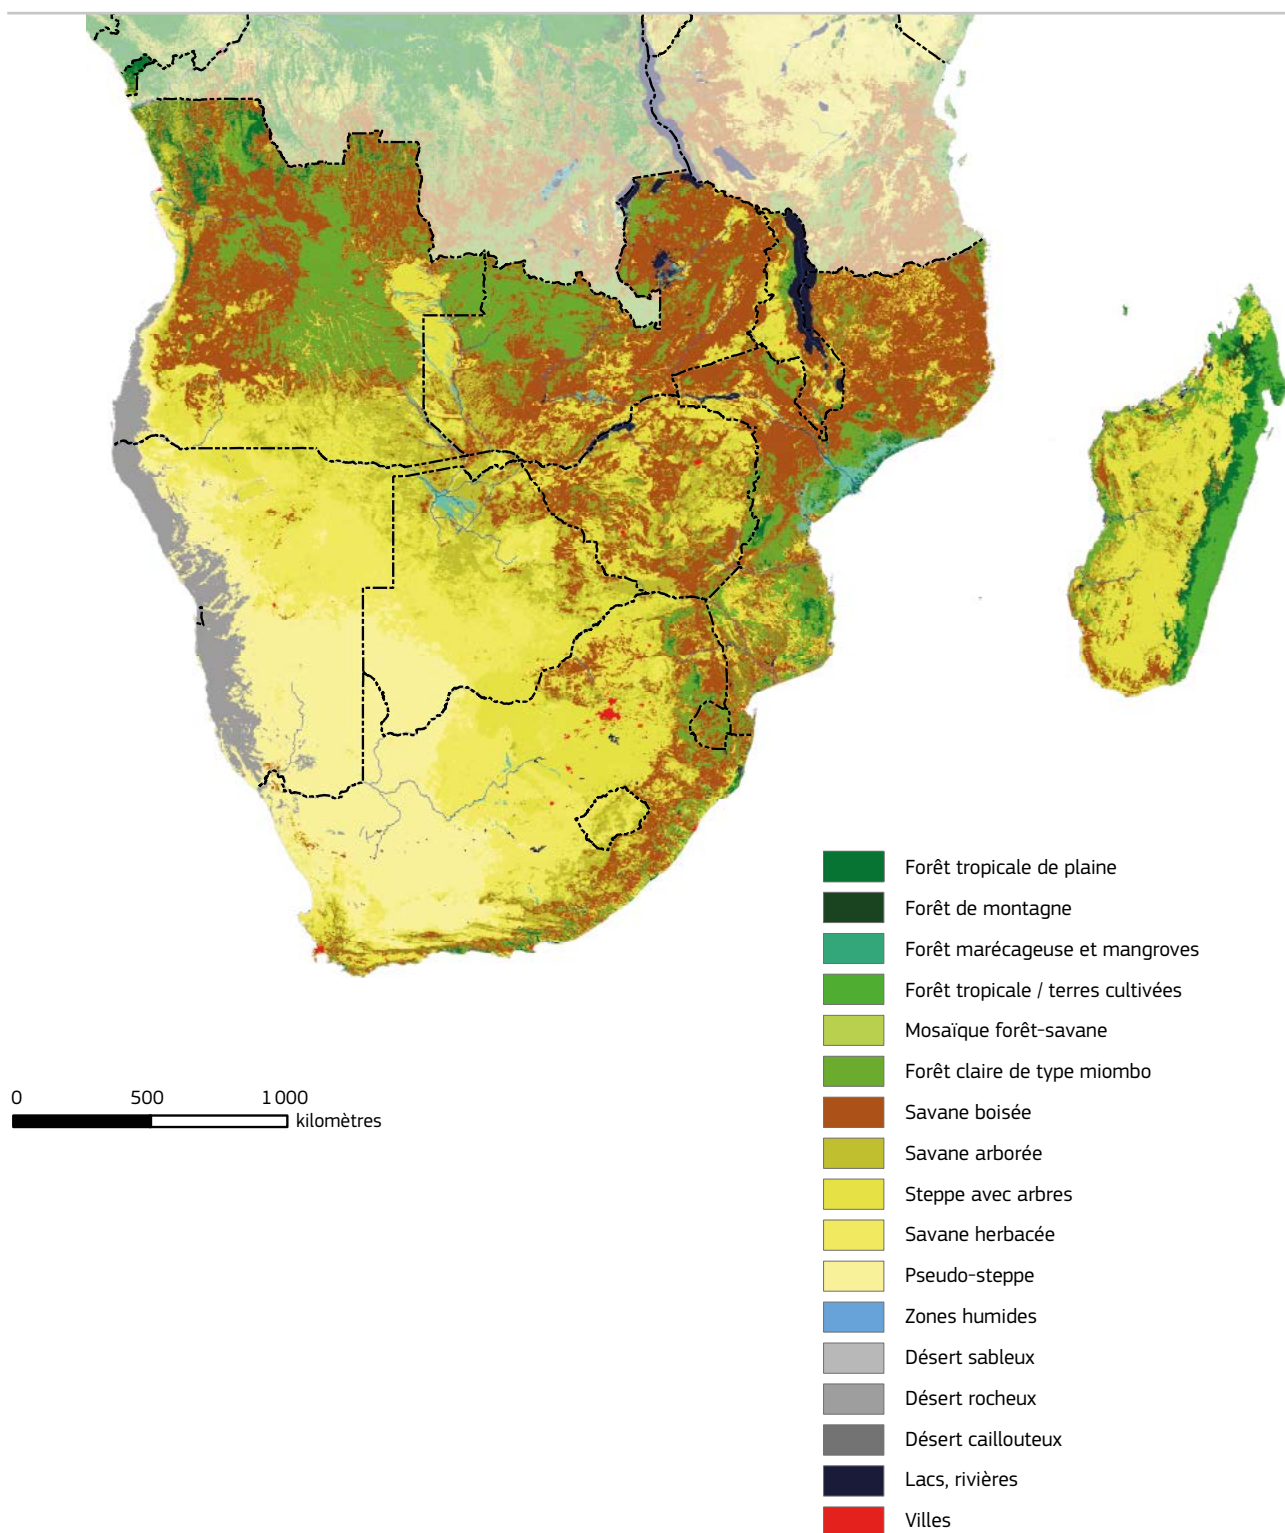 Forêt tropicale de plaine
Forêt de montagne
Forêt marécageuse et mangroves
Forêt tropicale / terres cultivées
Mosaïque forêt-savane
Forêt claire de type miombo
Savane boisée
Savane arborée
Steppe avec arbres
Savane herbacée
Pseudo-steppe
Zones humides
Désert sableux
Désert rocheux
Désert caillouteux
Lacs, rivières
Villes
0 500 1 000
kilomètres